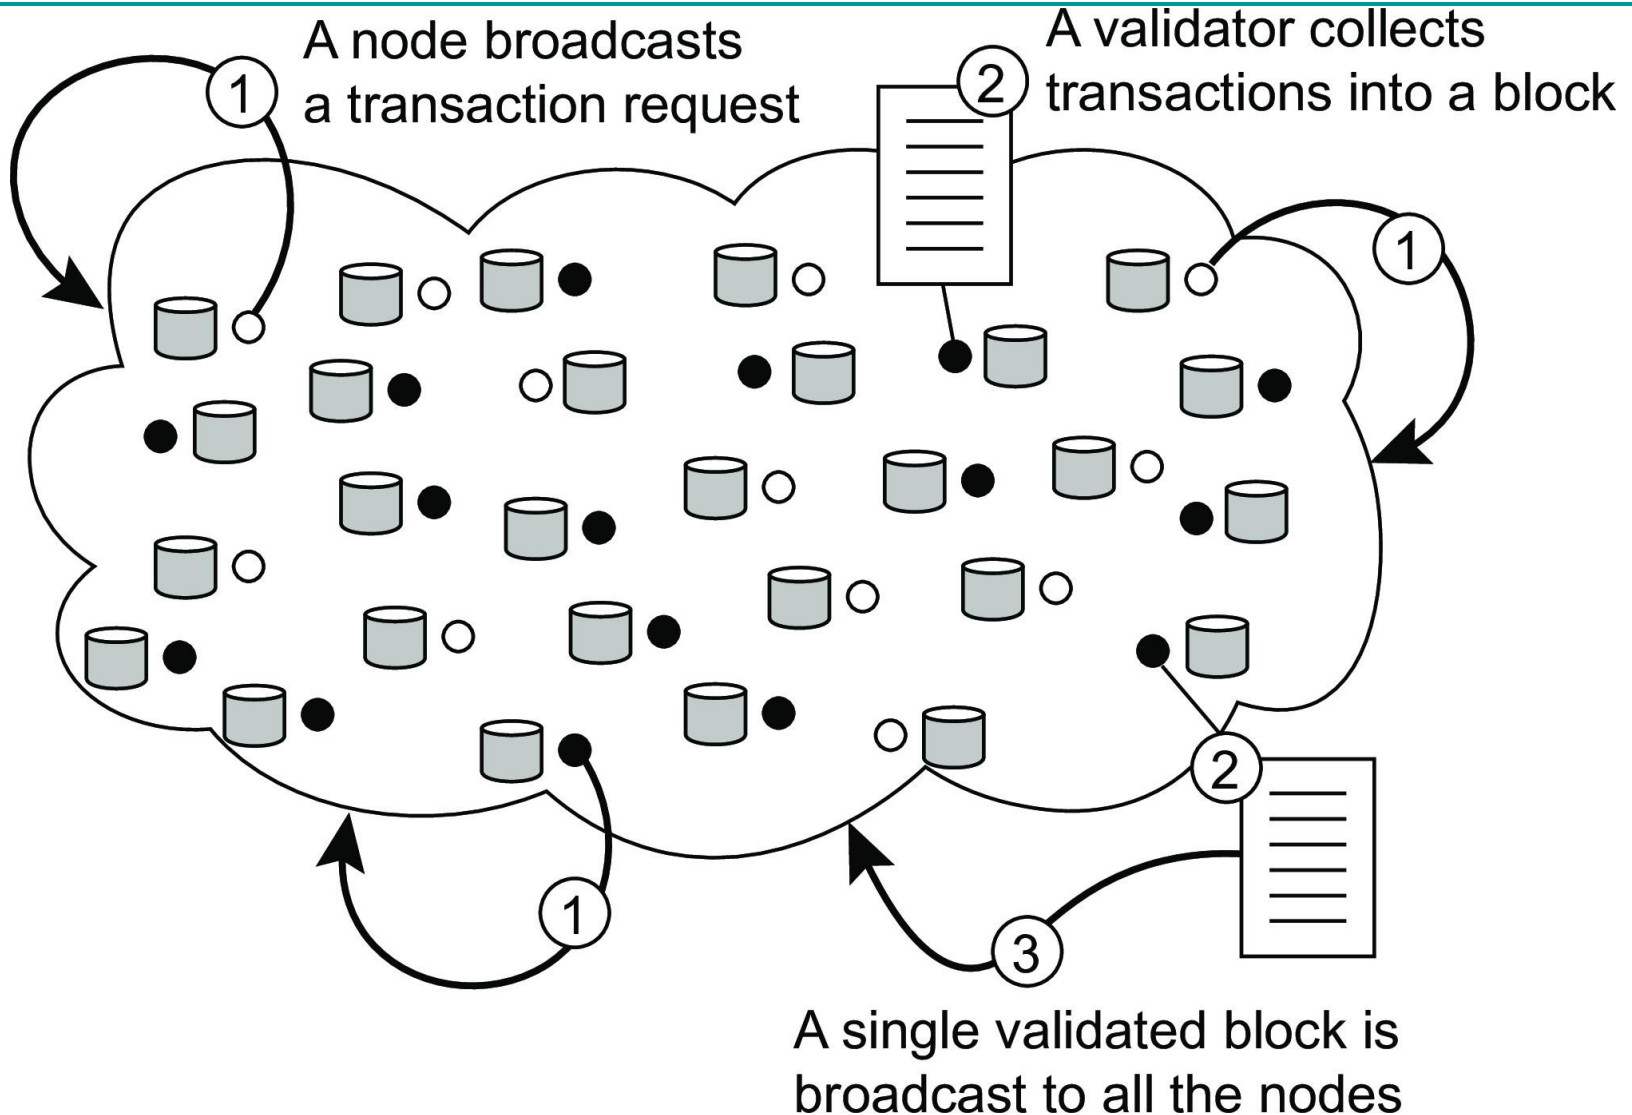 1
A node broadcasts
a transaction request
2
A validator collects
transactions into a block
1
2
1
3
A single validated block is
broadcast to all the nodes